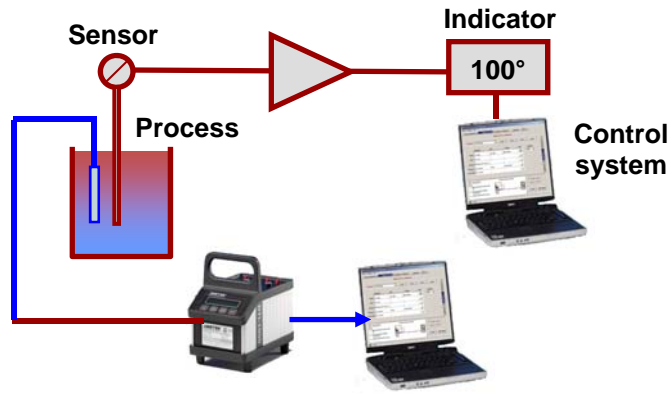 Indicator
Sensor
100°
Process
Control
system